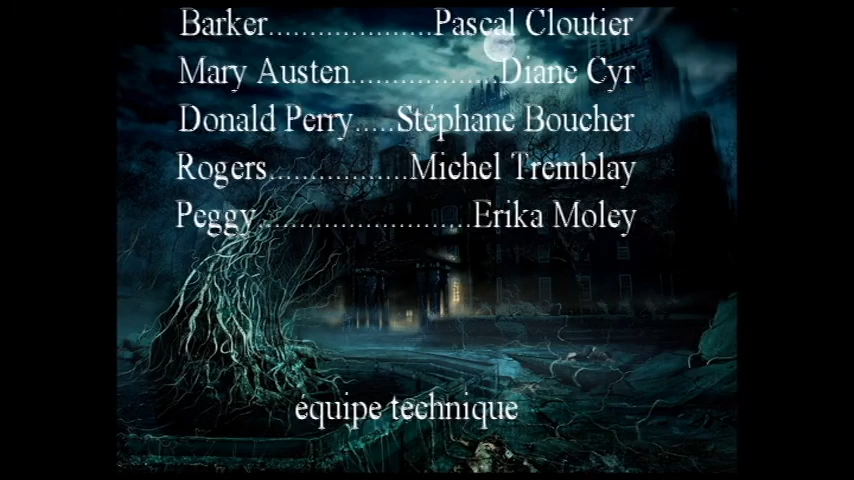 Barker....................Pascal Cloutier
Mary Austen..................Diane Cyr
Donald Perry.....Stéphane Boucher
Rogers.................Michel Tremblay
Peggy..........................Erika Moley
équipe technique